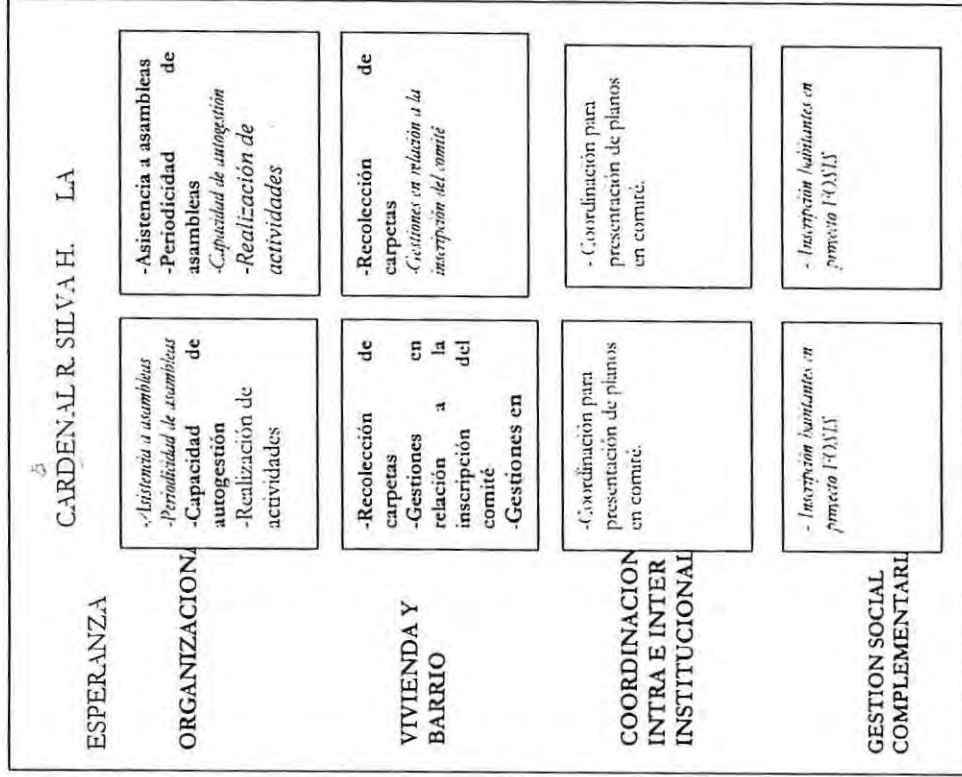 CARDENAL R. SILVA H. LA
ESPERANZA
ORGANIZACIONA
-Asistencia a asambleas
-Periodicidad de asambleas
-Capacidad de
autogestión
-Realización de
actividades
-Asistencia a asambleas
-Periodicidad de
asambleas
-Capacidad de autogestión
-Realización de
actividades
VIVIENDA Y
BARRIO
-Recolección de
carpetas
-Gestiones en
relación a la
inscripción del
comité
-Gestiones en
-Recolección de
carpetas
-Gestiones en relación a la
inscripción del comité
COORDINACION
INTRA E INTER
INSTITUCIONAL
-Coordinación para
presentación de planos
en comité.
- Coordinación para
presentación de planos
en comité.
GESTION SOCIAL
COMPLEMENTARI
- Inscripción habitantes en
proyecto FOSIS
- Inscripción habitantes en
proyecto FOSIS